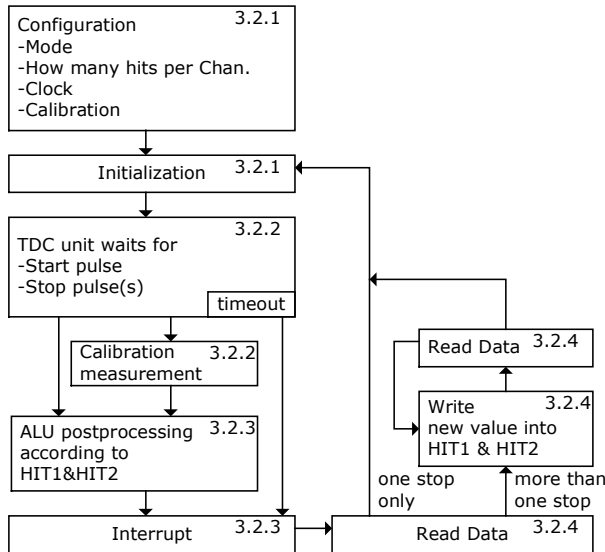 Configuration 3.2.1
-Mode
-How many hits per Chan.
-Clock
-Calibration
Initialization 3.2.1
TDC unit waits for 3.2.2
-Start pulse
-Stop pulse(s)
timeout
Calibration 3.2.2
measurement
ALU postprocessing 3.2.3
according to
HIT1&HIT2
Interrupt 3.2.3
Read Data 3.2.4
Write 3.2.4
new value into
HIT1 & HIT2
one stop
only
more than
one stop
Read Data 3.2.4